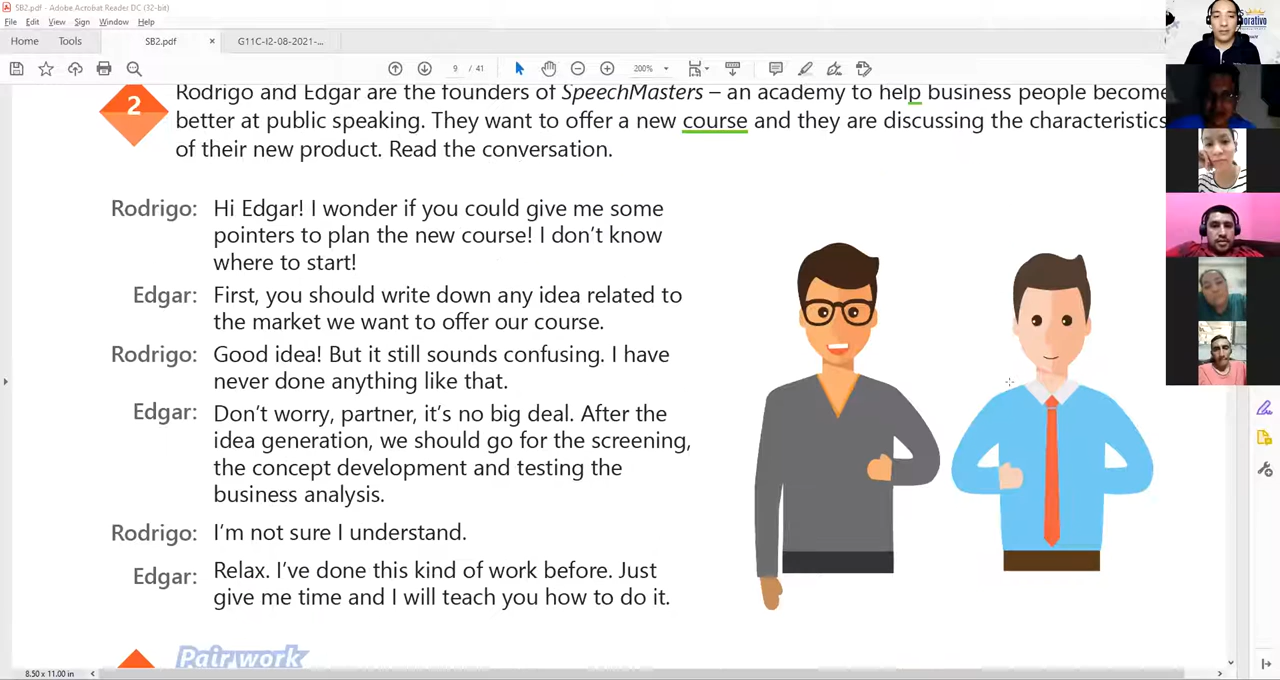 SB2.pdf - Adobe Acrobat Reader DC (32-bit)
File Edit View Sign Window Help
Home Tools SB2.pdf × G11C-I2-08-2021-...
9 / 41 200%
2
Rodrigo and Edgar are the founders of SpeechMasters – an academy to help business people become
better at public speaking. They want to offer a new course and they are discussing the characteristics
of their new product. Read the conversation.
Rodrigo: Hi Edgar! I wonder if you could give me some
pointers to plan the new course! I don't know
where to start!
Edgar: First, you should write down any idea related to
the market we want to offer our course.
Rodrigo: Good idea! But it still sounds confusing. I have
never done anything like that.
Edgar: Don't worry, partner, it's no big deal. After the
idea generation, we should go for the screening,
the concept development and testing the
business analysis.
Rodrigo: I'm not sure I understand.
Edgar: Relax. I've done this kind of work before. Just
give me time and I will teach you how to do it.
Pair work
8.50 x 11.00 in